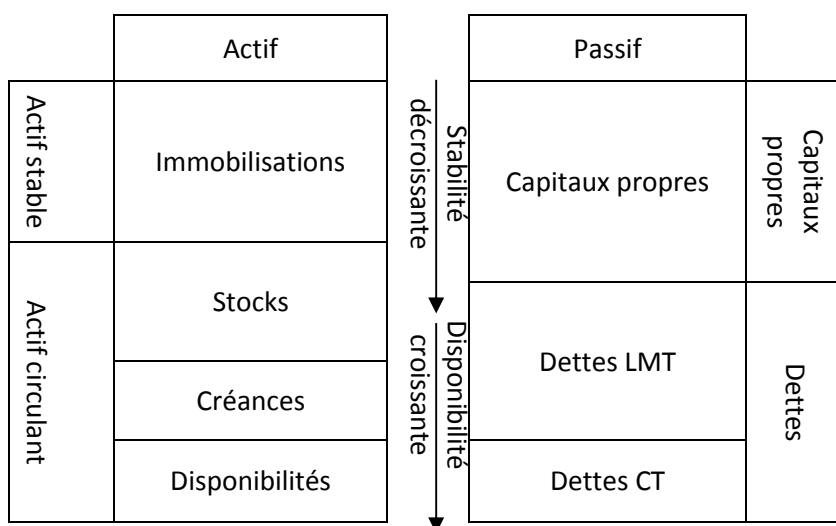 Actif
Passif
Actif stable
Immobilisations
Stabilité
décroissante
Capitaux propres
Capitaux
propres
Actif circulant
Stocks
Créances
Disponibilités
Disponibilité
croissante
Dettes LMT
Dettes CT
Dettes